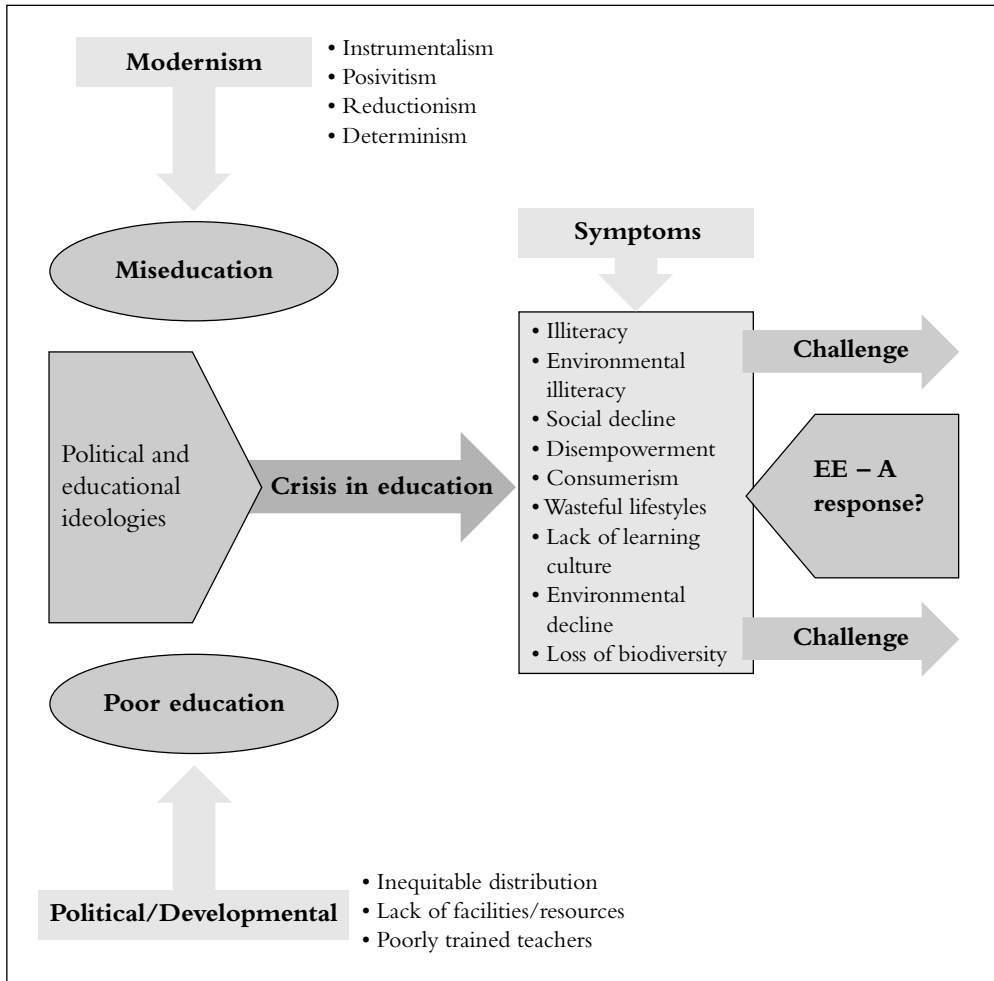 Modernism
• Instrumentalism
• Posivitism
• Reductionism
• Determinism
Miseducation
Political and
educational
ideologies
Crisis in education
Symptoms
• Illiteracy
• Environmental
illiteracy
• Social decline
• Disempowerment
• Consumerism
• Wasteful lifestyles
• Lack of learning
culture
• Environmental
decline
• Loss of biodiversity
Challenge
EE – A
response?
Challenge
Poor education
Political/Developmental
• Inequitable distribution
• Lack of facilities/resources
• Poorly trained teachers